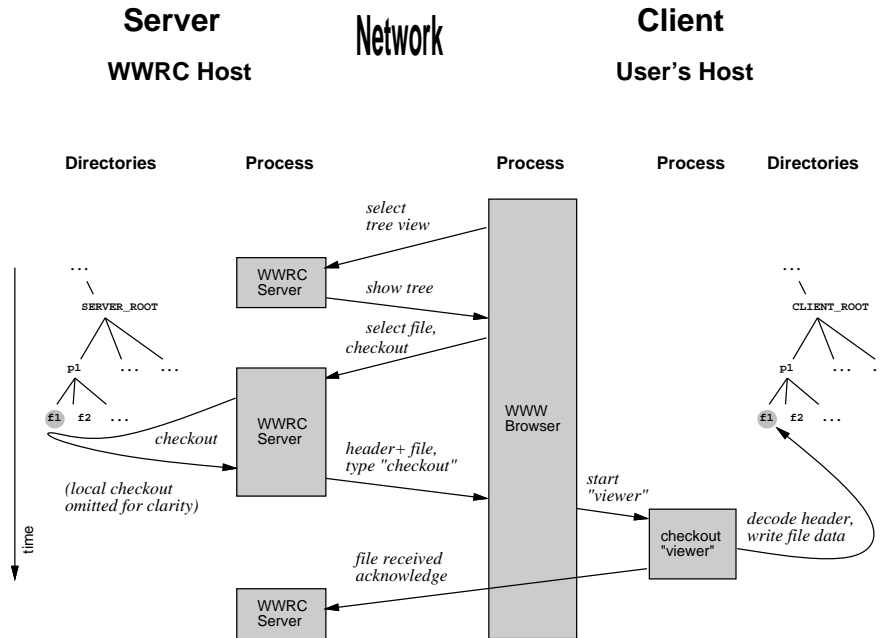 Server
Network
Client
WWRC Host
User's Host
Directories
Process
Process
Process
Directories
select
tree view
WWRC
Server
show tree
...
SERVER_ROOT
p1
...
...
f1
f2
...
select file,
checkout
WWRC
Server
checkout
(local checkout
omitted for clarity)
header+ file,
type "checkout"
WWW
Browser
start
"viewer"
checkout
"viewer"
decode header,
write file data
...
CLIENT_ROOT
p1
...
...
f1
f2
...
file received
acknowledge
WWRC
Server
time